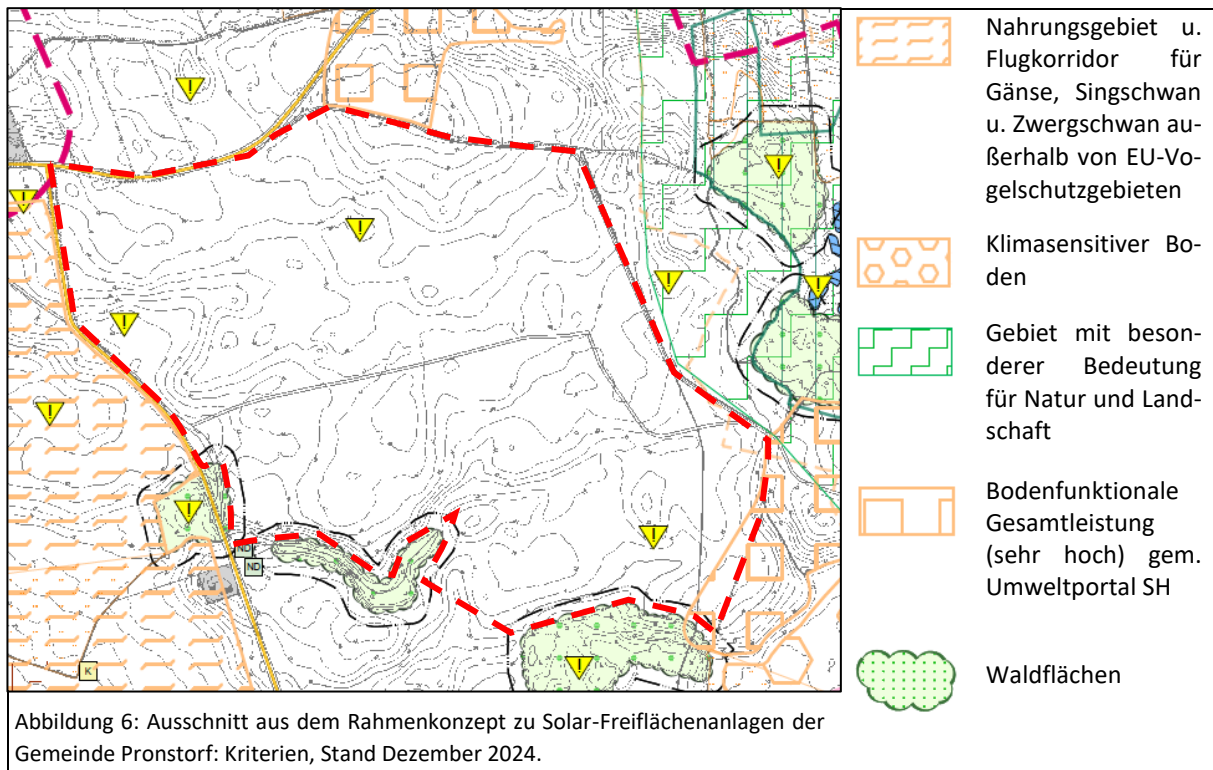 Nahrungsgebiet u.
Flugkorridor für
Gänse, Singschwan
u. Zwergschwan au-
ßerhalb von EU-Vo-
gelschutzgebieten
Klimasensitiver Bo-
den
Gebiet mit beson-
derer Bedeutung
für Natur und Land-
schaft
Bodenfunktionale
Gesamtleistung
(sehr hoch) gem.
Umweltportal SH
Waldflächen
ND
ND
K
Abbildung 6: Ausschnitt aus dem Rahmenkonzept zu Solar-Freiflächenanlagen der
Gemeinde Pronstorf: Kriterien, Stand Dezember 2024.